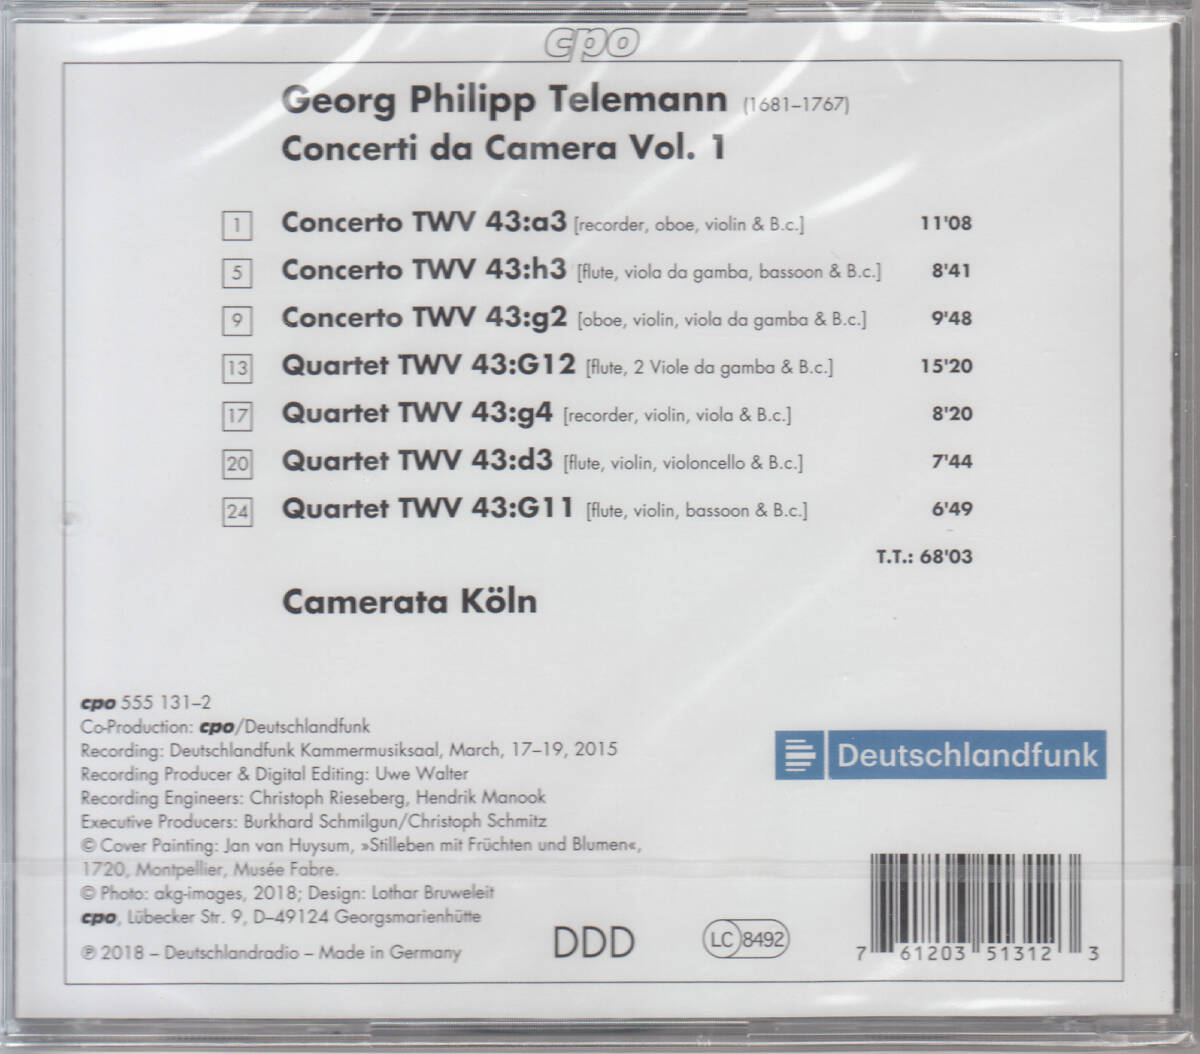 cpo
Georg Philipp Telemann (1681–1767)
Concerti da Camera Vol. 1
1 Concerto TWV 43:a3 [recorder, oboe, violin & B.c.] 11'08
5 Concerto TWV 43:h3 [flute, viola da gamba, bassoon & B.c.] 8'41
9 Concerto TWV 43:g2 [oboe, violin, viola da gamba & B.c.] 9'48
13 Quartet TWV 43:G12 [flute, 2 Viole da gamba & B.c.] 15'20
17 Quartet TWV 43:g4 [recorder, violin, viola & B.c.] 8'20
20 Quartet TWV 43:d3 [flute, violin, violoncello & B.c.] 7'44
24 Quartet TWV 43:G11 [flute, violin, bassoon & B.c.] 6'49
T.T.: 68'03
Camerata Köln
cpo 555 131–2
Co-Production: cpo/Deutschlandfunk
Recording: Deutschlandfunk Kammermusiksaal, March, 17–19, 2015
Recording Producer & Digital Editing: Uwe Walter
Recording Engineers: Christoph Rieseberg, Hendrik Manook
Executive Producers: Burkhard Schmilgun/Christoph Schmitz
© Cover Painting: Jan van Huysum, »Stilleben mit Früchten und Blumen«,
1720, Montpellier, Musée Fabre.
© Photo: akg-images, 2018; Design: Lothar Bruweleit
cpo, Lübecker Str. 9, D–49124 Georgsmarienhütte
℗ 2018 – Deutschlandradio – Made in Germany
Deutschlandfunk
DDD
LC 8492
7 61203 51312 3